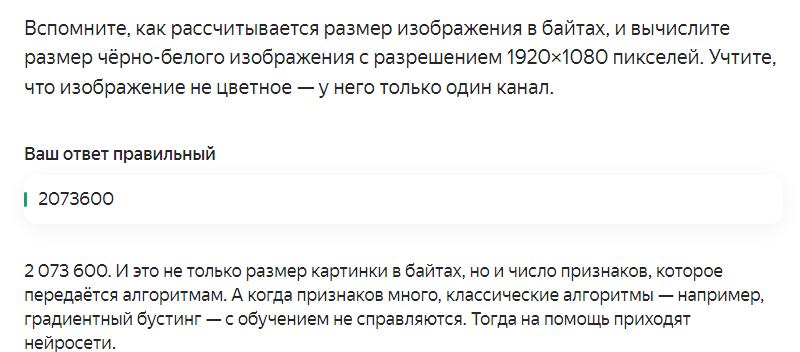 Вспомните, как рассчитывается размер изображения в байтах, и вычислите
размер чёрно-белого изображения с разрешением 1920×1080 пикселей. Учтите,
что изображение не цветное — у него только один канал.
Ваш ответ правильный
2073600
2 073 600. И это не только размер картинки в байтах, но и число признаков, которое
передаётся алгоритмам. А когда признаков много, классические алгоритмы — например,
градиентный бустинг — с обучением не справляются. Тогда на помощь приходят
нейросети.